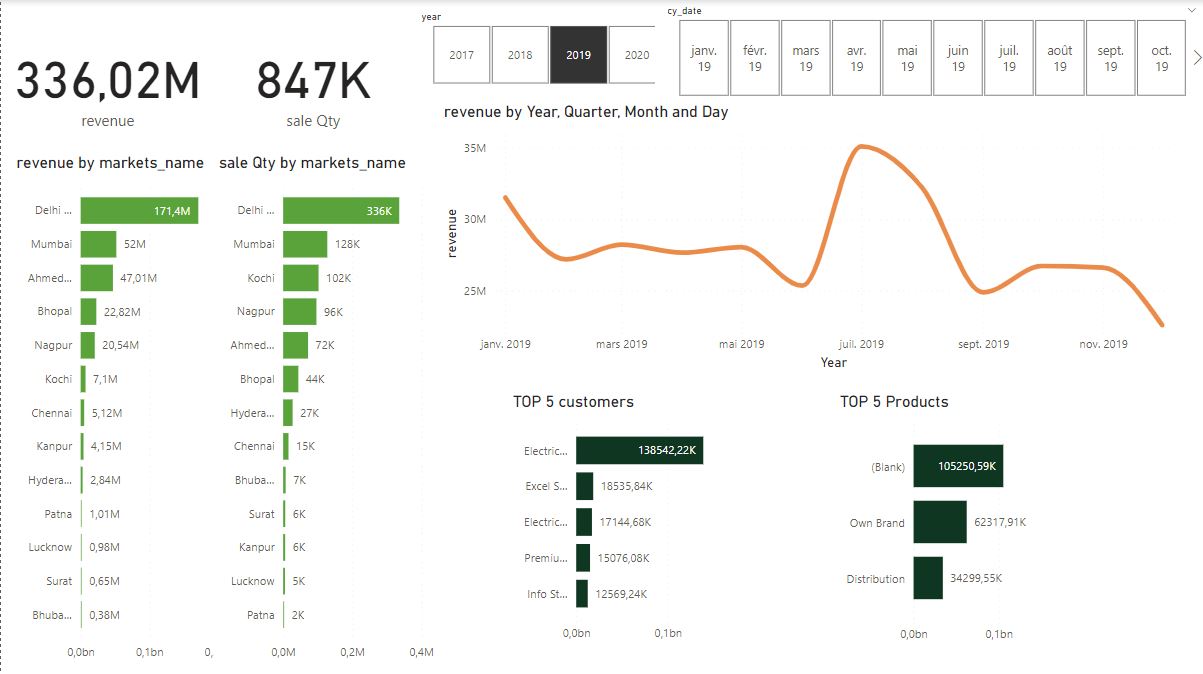 year
2017 2018 2019 2020
cy_date
janv. 19 févr. 19 mars 19 avr. 19 mai 19 juin 19 juil. 19 août 19 sept. 19 oct. 19
336,02M
revenue
847K
sale Qty
revenue by markets_name
Delhi ... 171,4M
Mumbai 52M
Ahmed... 47,01M
Bhopal 22,82M
Nagpur 20,54M
Kochi 7,1M
Chennai 5,12M
Kanpur 4,15M
Hydera... 2,84M
Patna 1,01M
Lucknow 0,98M
Surat 0,65M
Bhuba... 0,38M
0,0bn 0,1bn 0,
sale Qty by markets_name
Delhi ... 336K
Mumbai 128K
Kochi 102K
Nagpur 96K
Ahmed... 72K
Bhopal 44K
Hydera... 27K
Chennai 15K
Bhuba... 7K
Surat 6K
Kanpur 6K
Lucknow 5K
Patna 2K
0,0M 0,2M 0,4M
revenue by Year, Quarter, Month and Day
revenue
35M
30M
25M
janv. 2019 mars 2019 mai 2019 juil. 2019 sept. 2019 nov. 2019
Year
TOP 5 customers
Electric... 138542,22K
Excel S... 18535,84K
Electric... 17144,68K
Premiu... 15076,08K
Info St... 12569,24K
0,0bn 0,1bn
TOP 5 Products
(Blank) 105250,59K
Own Brand 62317,91K
Distribution 34299,55K
0,0bn 0,1bn